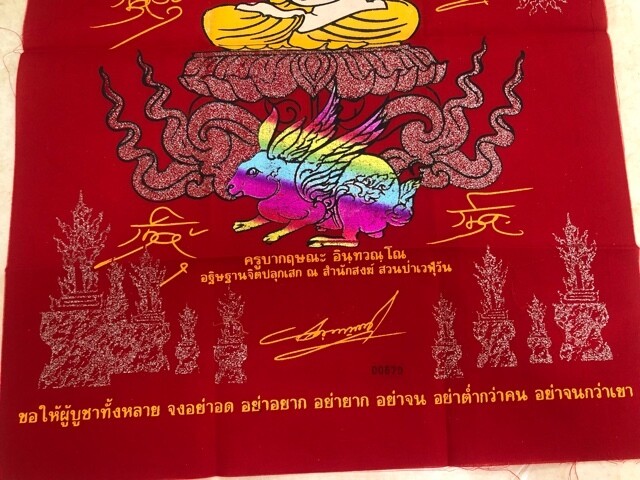 ครูบากฤษณะ อินฺทวณฺโณ
อธิษฐานจิตปลุกเสก ณ สำนักสงฆ์ สวนป่าเวฬุวัน
00870
ขอให้ผู้บูชาทั้งหลาย จงอย่าอด อย่าอยาก อย่ายาก อย่าจน อย่าต่ำกว่าคน อย่าจนกว่าเขา